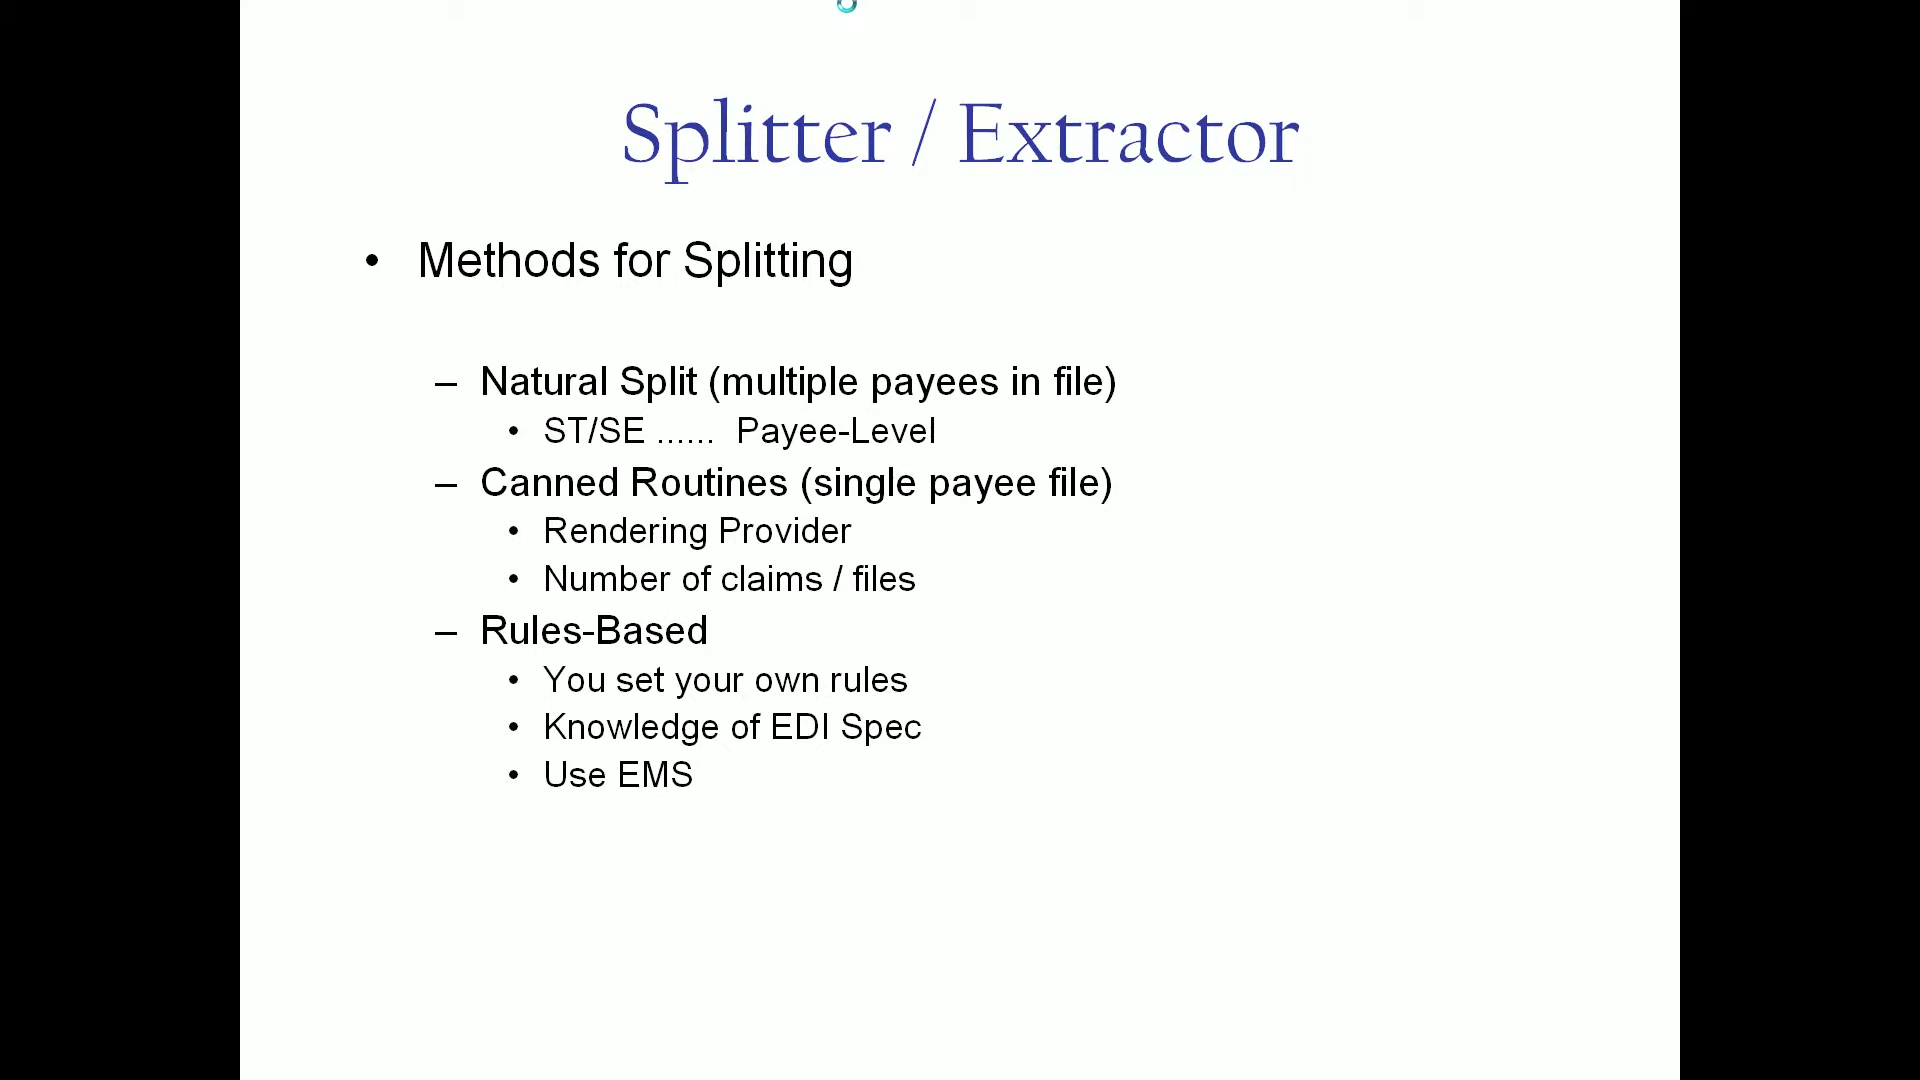 Splitter / Extractor
• Methods for Splitting
– Natural Split (multiple payees in file)
• ST/SE ...... Payee-Level
– Canned Routines (single payee file)
• Rendering Provider
• Number of claims / files
– Rules-Based
• You set your own rules
• Knowledge of EDI Spec
• Use EMS